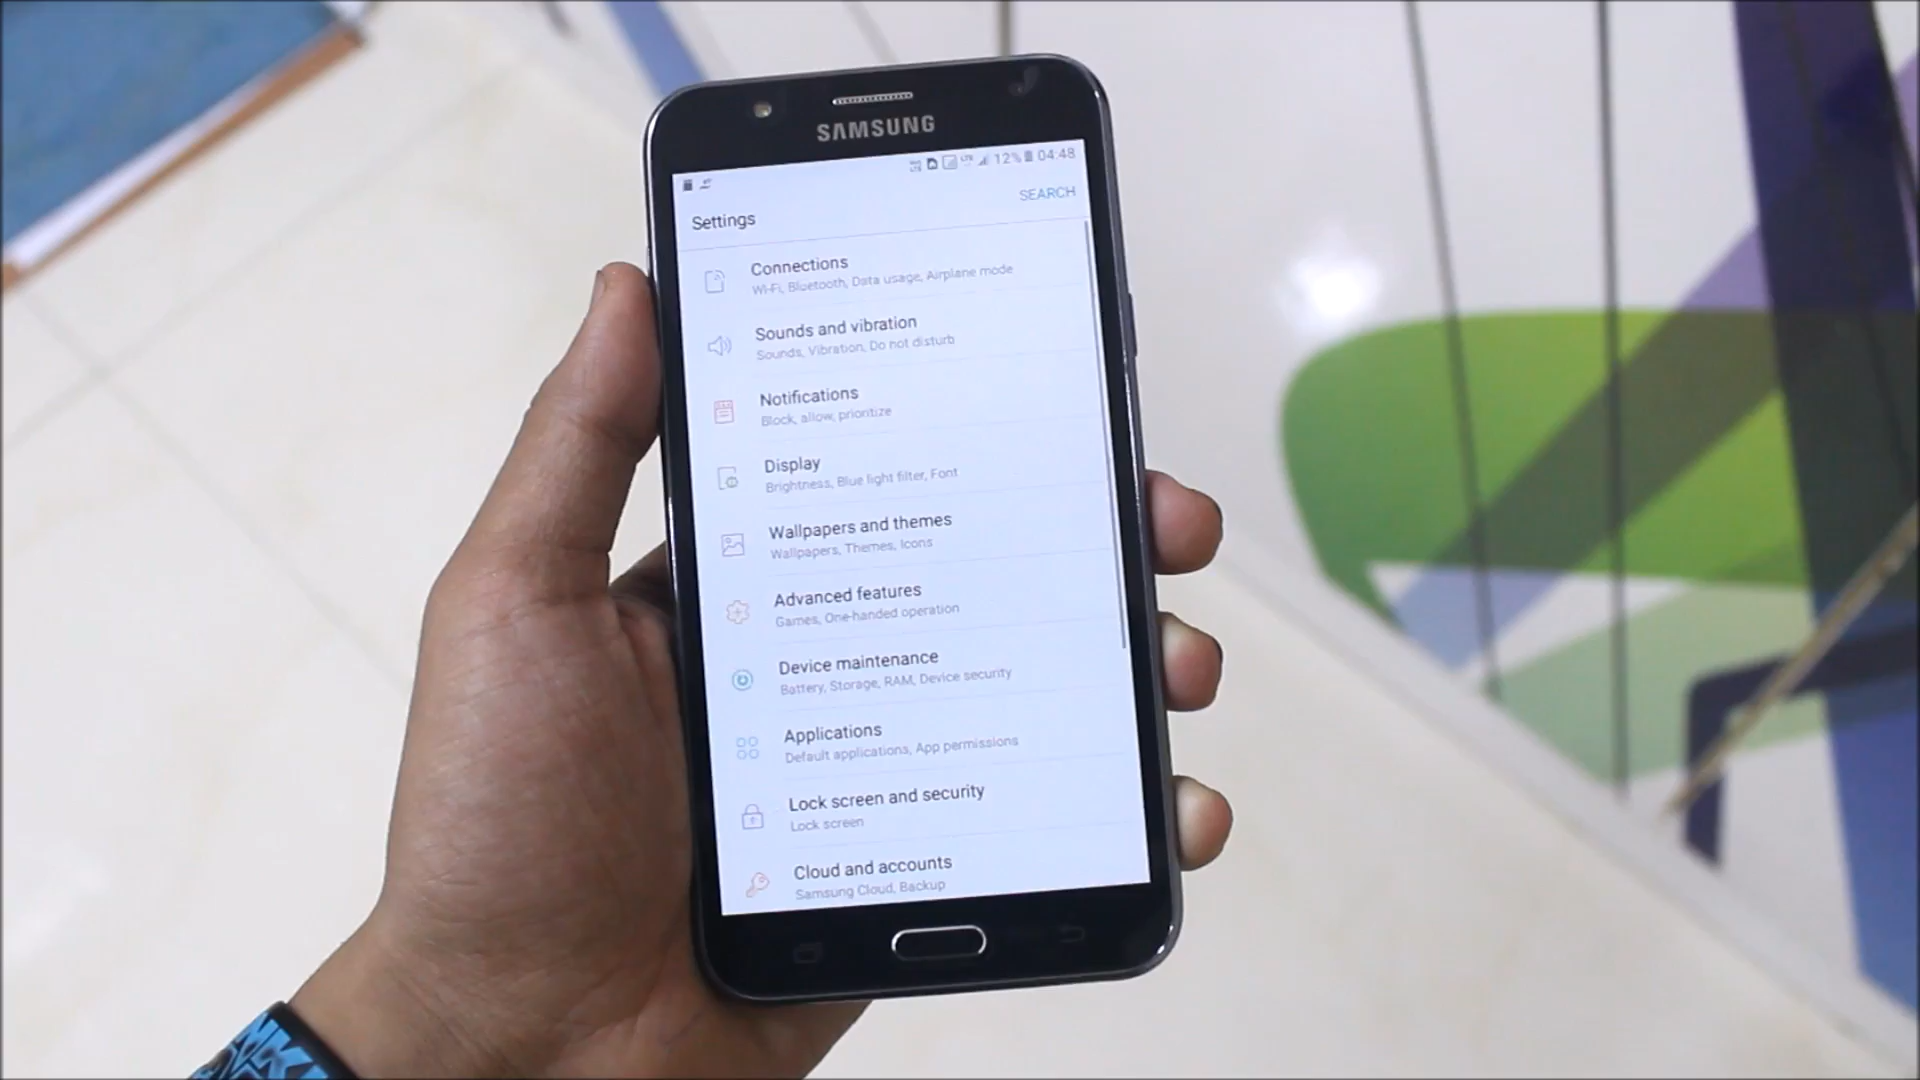 SAMSUNG
LTE 12% 04:48
Settings
SEARCH
Connections
Wi-Fi, Bluetooth, Data usage, Airplane mode
Sounds and vibration
Sounds, Vibration, Do not disturb
Notifications
Block, allow, prioritize
Display
Brightness, Blue light filter, Font
Wallpapers and themes
Wallpapers, Themes, Icons
Advanced features
Games, One-handed operation
Device maintenance
Battery, Storage, RAM, Device security
Applications
Default applications, App permissions
Lock screen and security
Lock screen
Cloud and accounts
Samsung Cloud, Backup